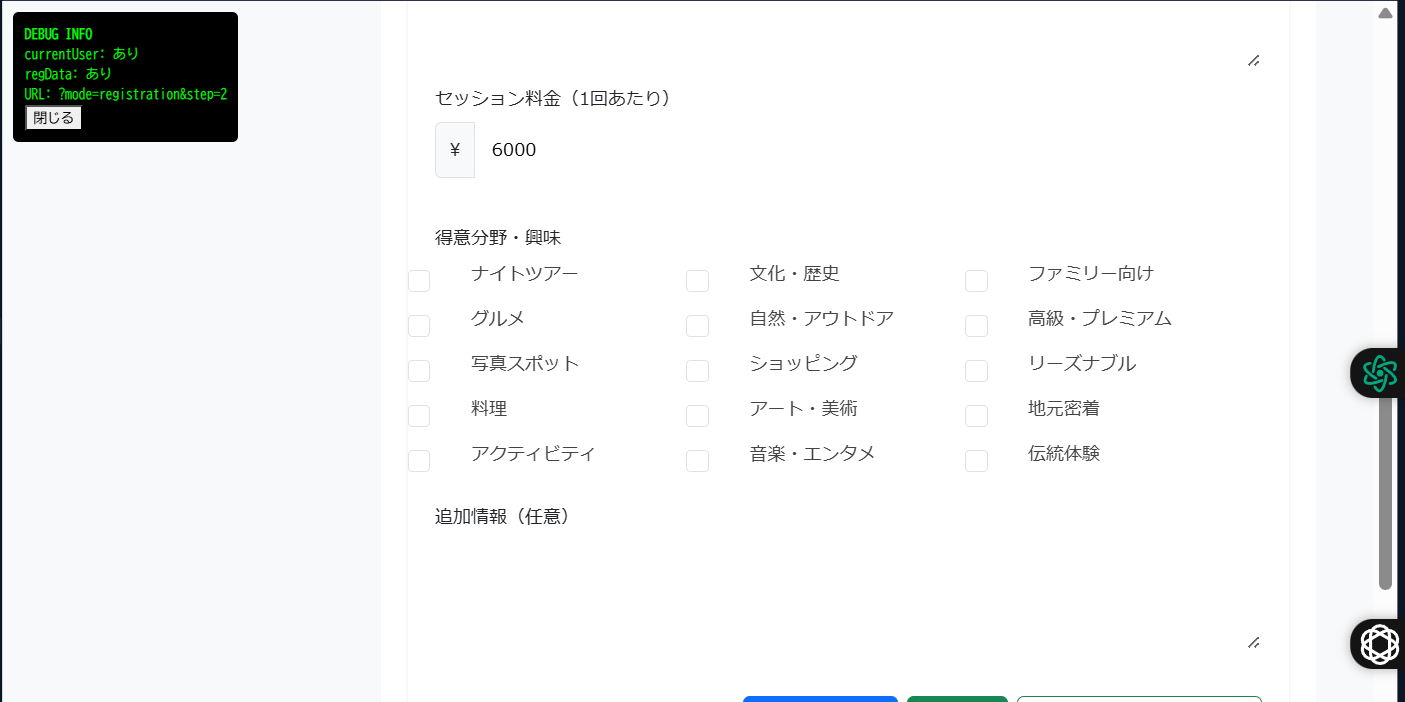 DEBUG INFO
currentUser: あり
regData: あり
URL: ?mode=registration&step=2
閉じる
セッション料金（1回あたり）
¥ 6000
得意分野・興味
ナイトツアー 文化・歴史 ファミリー向け
グルメ 自然・アウトドア 高級・プレミアム
写真スポット ショッピング リーズナブル
料理 アート・美術 地元密着
アクティビティ 音楽・エンタメ 伝統体験
追加情報（任意）